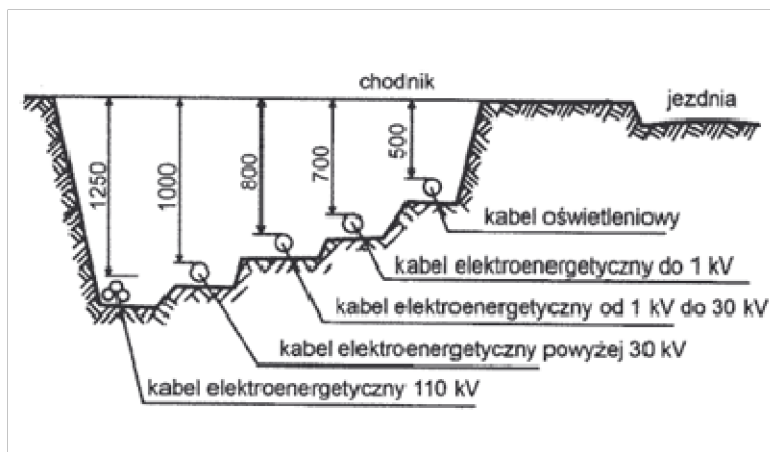 chodnik
jezdnia
1250
1000
800
700
500
kabel oświetleniowy
kabel elektroenergetyczny do 1 kV
kabel elektroenergetyczny od 1 kV do 30 kV
kabel elektroenergetyczny powyżej 30 kV
kabel elektroenergetyczny 110 kV